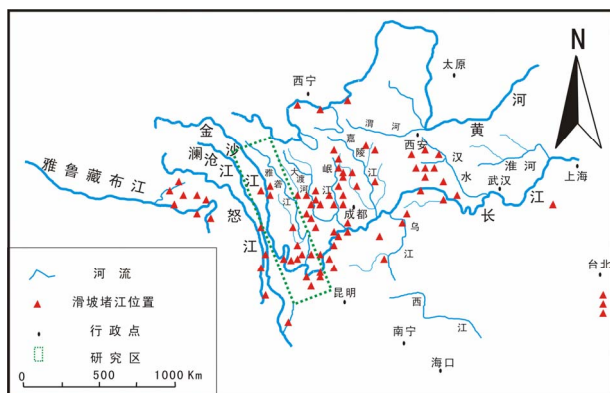 N
太原
西宁
黄河
渭河
西安
嘉陵江
汉水
淮河
武汉
上海
长江
金沙江
澜沧江
怒江
雅鲁藏布江
雅砻江
大渡河
岷江
成都
乌江
昆明
西江
南宁
海口
台北
河流
滑坡堵江位置
行政点
研究区
0 500 1000 Km